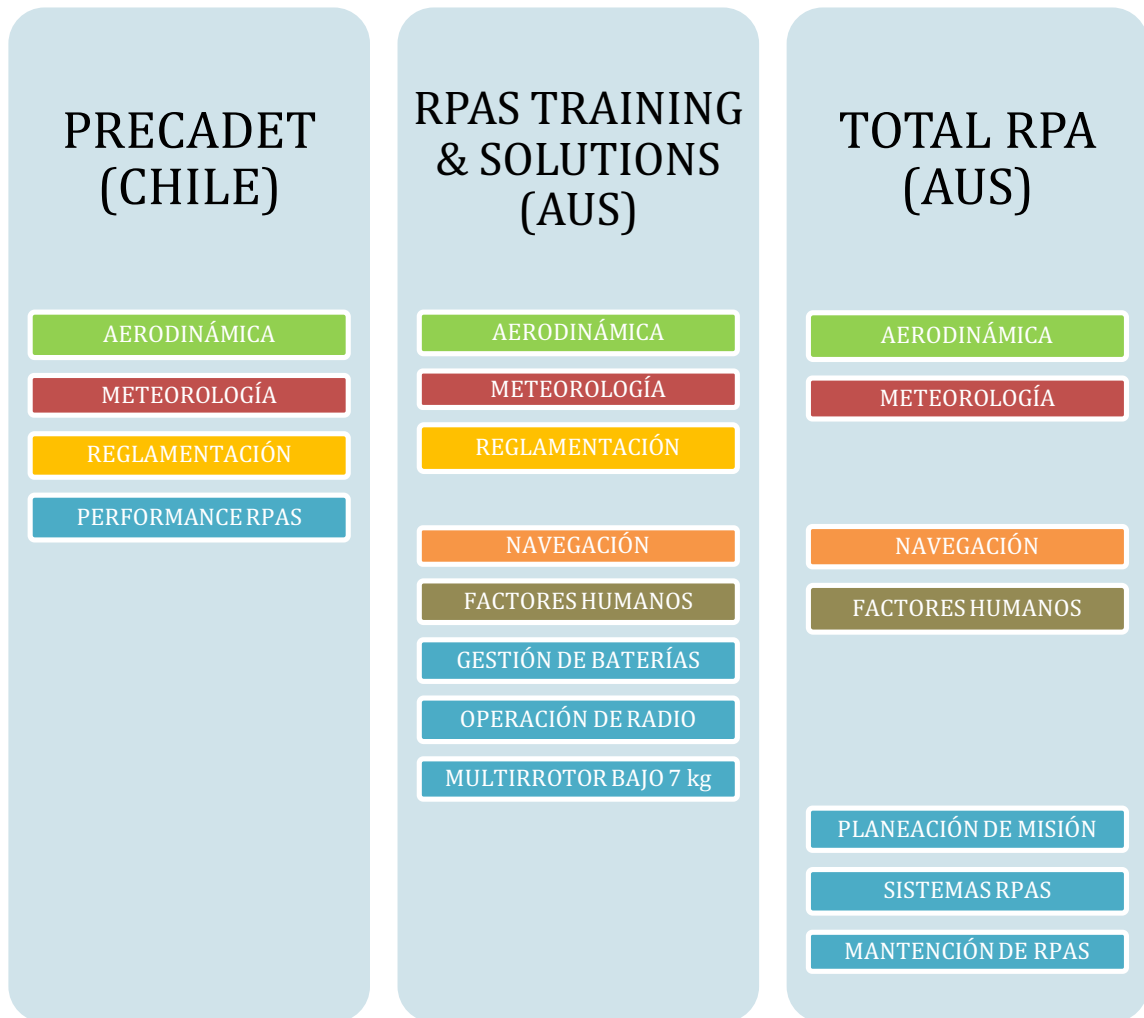 PRECADET
(CHILE)
AERODINÁMICA
METEOROLOGÍA
REGLAMENTACIÓN
PERFORMANCE RPAS
RPAS TRAINING
& SOLUTIONS
(AUS)
AERODINÁMICA
METEOROLOGÍA
REGLAMENTACIÓN
NAVEGACIÓN
FACTORES HUMANOS
GESTIÓN DE BATERÍAS
OPERACIÓN DE RADIO
MULTIRROTOR BAJO 7 kg
TOTAL RPA
(AUS)
AERODINÁMICA
METEOROLOGÍA
NAVEGACIÓN
FACTORES HUMANOS
PLANEACIÓN DE MISIÓN
SISTEMAS RPAS
MANTENCIÓN DE RPAS